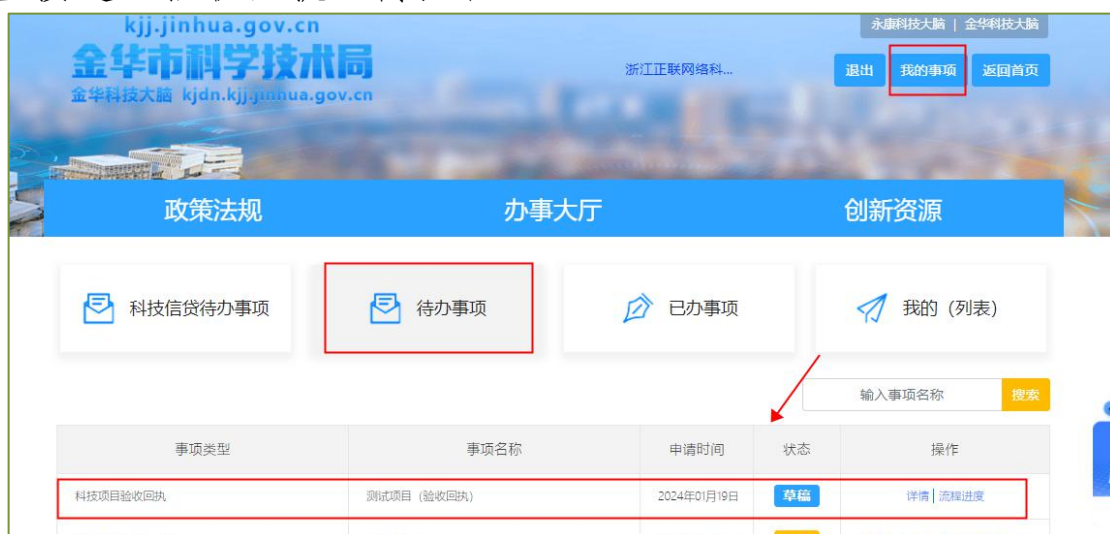 kjj.jinhua.gov.cn
永康科技大脑 | 金华科技大脑
金华市科学技术局
浙江正联网络科...
退出 我的事项 返回首页
金华科技大脑 kjdn.kjj.jinhua.gov.cn
政策法规 办事大厅 创新资源
科技信贷待办事项 待办事项 已办事项 我的（列表）
输入事项名称 搜索
事项类型 事项名称 申请时间 状态 操作
科技项目验收回执 测试项目（验收回执） 2024年01月19日 草稿 详情 | 流程进度